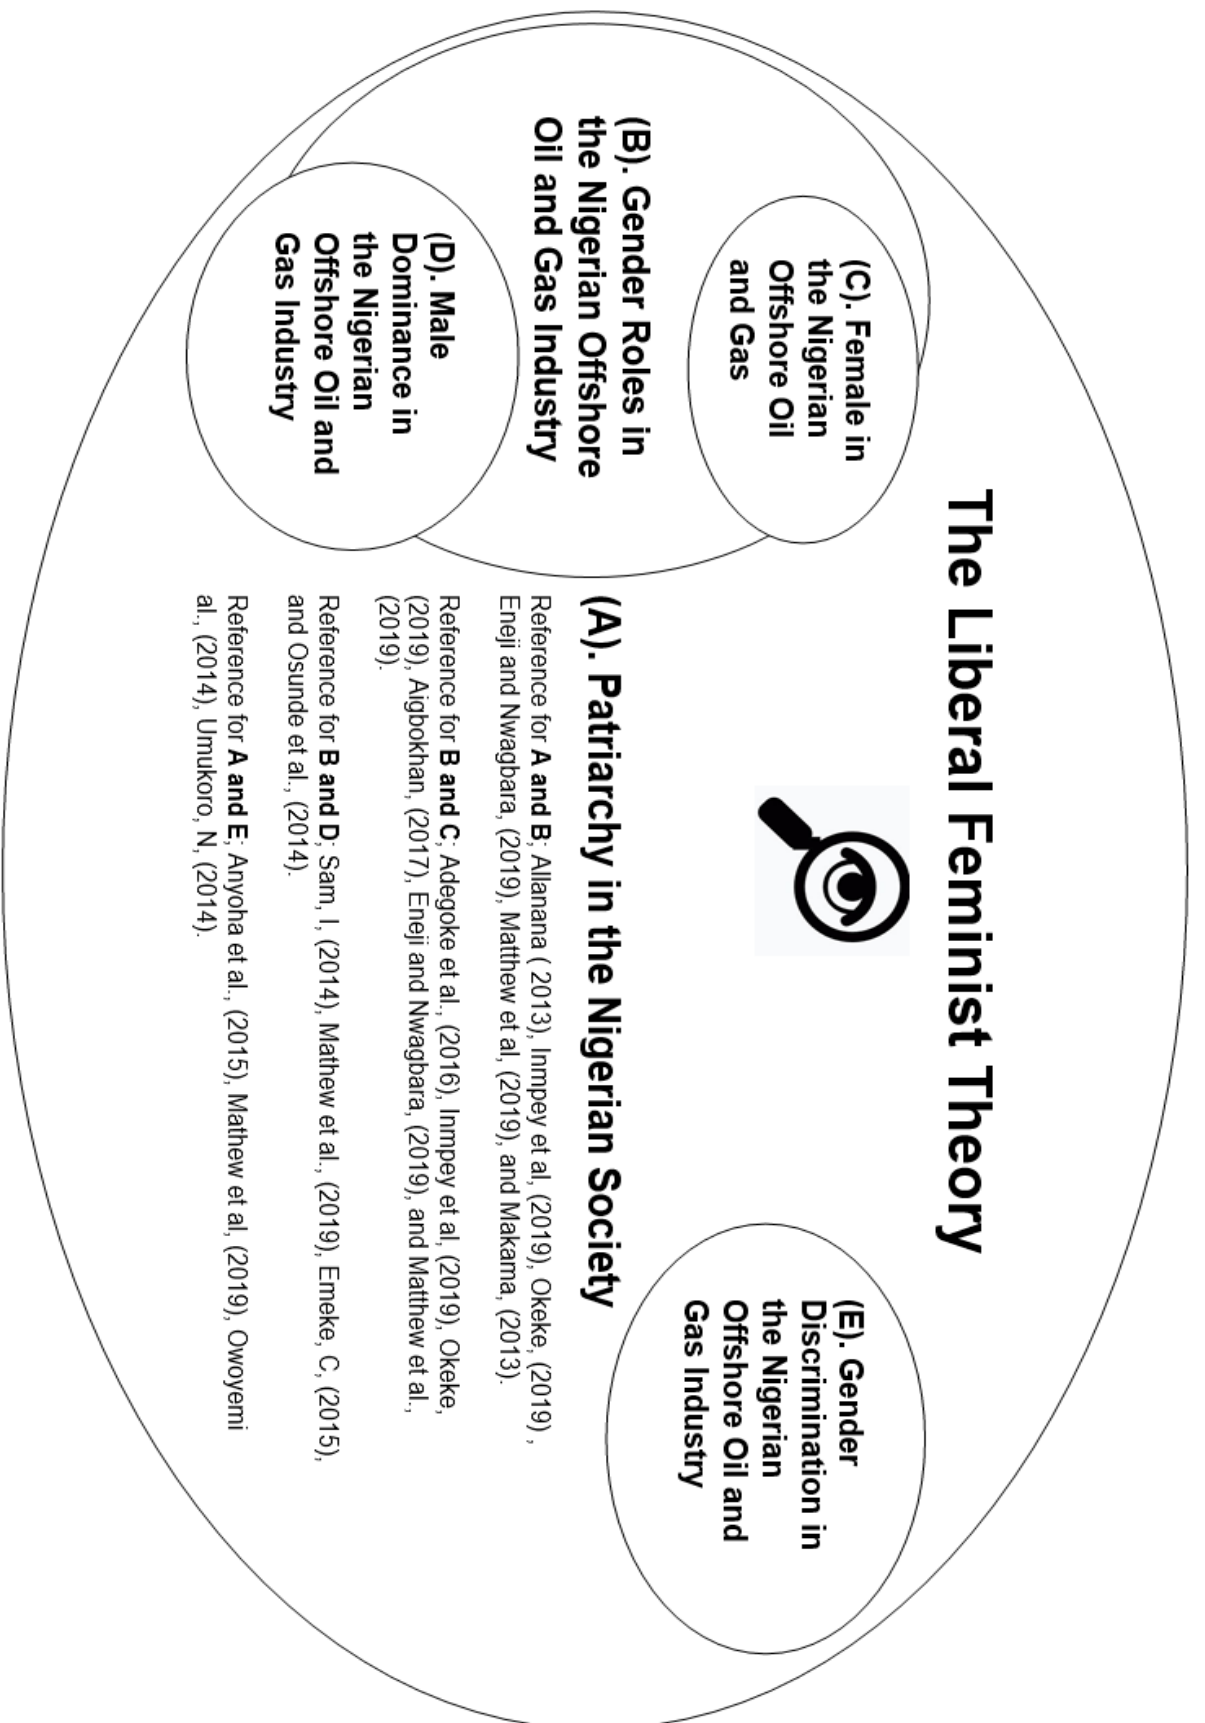 The Liberal Feminist Theory
(C). Female in
the Nigerian
Offshore Oil
and Gas
(B). Gender Roles in
the Nigerian Offshore
Oil and Gas Industry
(D). Male
Dominance in
the Nigerian
Offshore Oil and
Gas Industry
(E). Gender
Discrimination in
the Nigerian
Offshore Oil and
Gas Industry
(A). Patriarchy in the Nigerian Society
Reference for A and B; Allanana ( 2013), Inmpey et al, (2019), Okeke, (2019) ,
Eneji and Nwagbara, (2019), Matthew et al, (2019), and Makama, (2013).
Reference for B and C; Adegoke et al., (2016), Inmpey et al, (2019), Okeke,
(2019), Aigbokhan, (2017), Eneji and Nwagbara, (2019), and Matthew et al.,
(2019).
Reference for B and D; Sam, I, (2014), Mathew et al., (2019), Emeke, C, (2015),
and Osunde et al., (2014).
Reference for A and E; Anyoha et al., (2015), Mathew et al, (2019), Owoyemi
al., (2014), Umukoro, N, (2014).